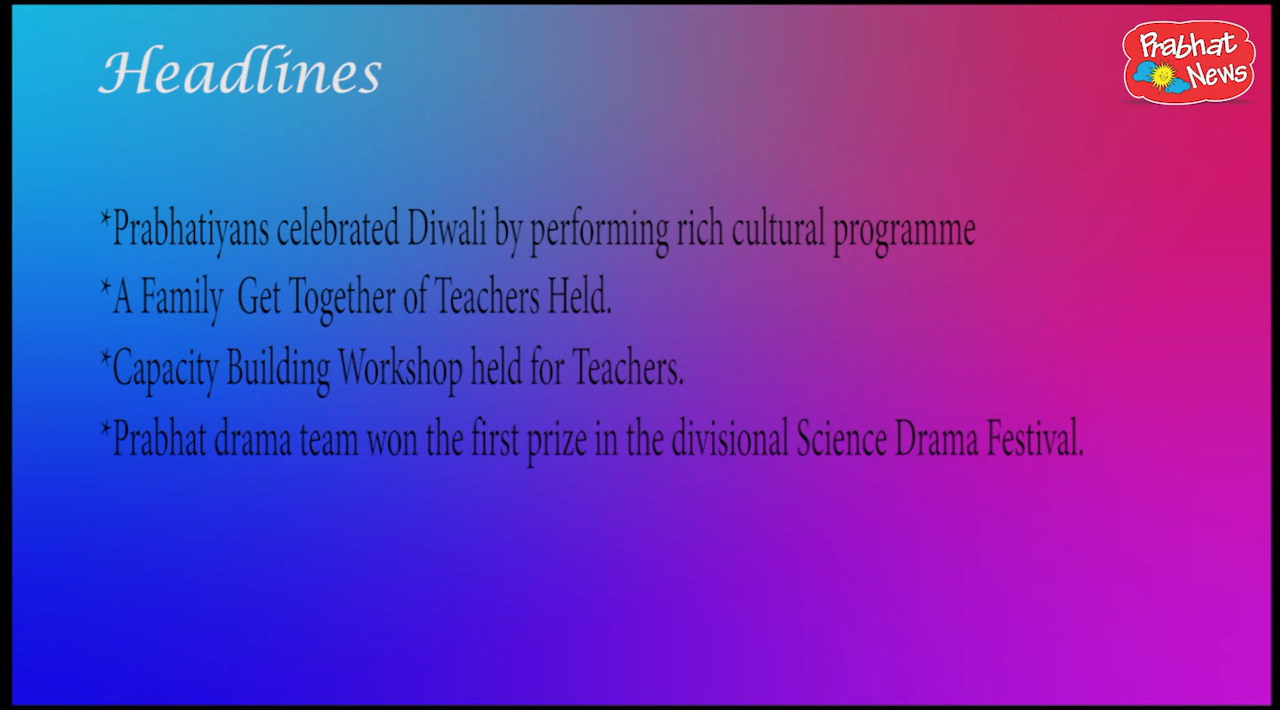 Headlines
Prabhat
News
*Prabhatiyans celebrated Diwali by performing rich cultural programme
*A Family Get Together of Teachers Held.
*Capacity Building Workshop held for Teachers.
*Prabhat drama team won the first prize in the divisional Science Drama Festival.